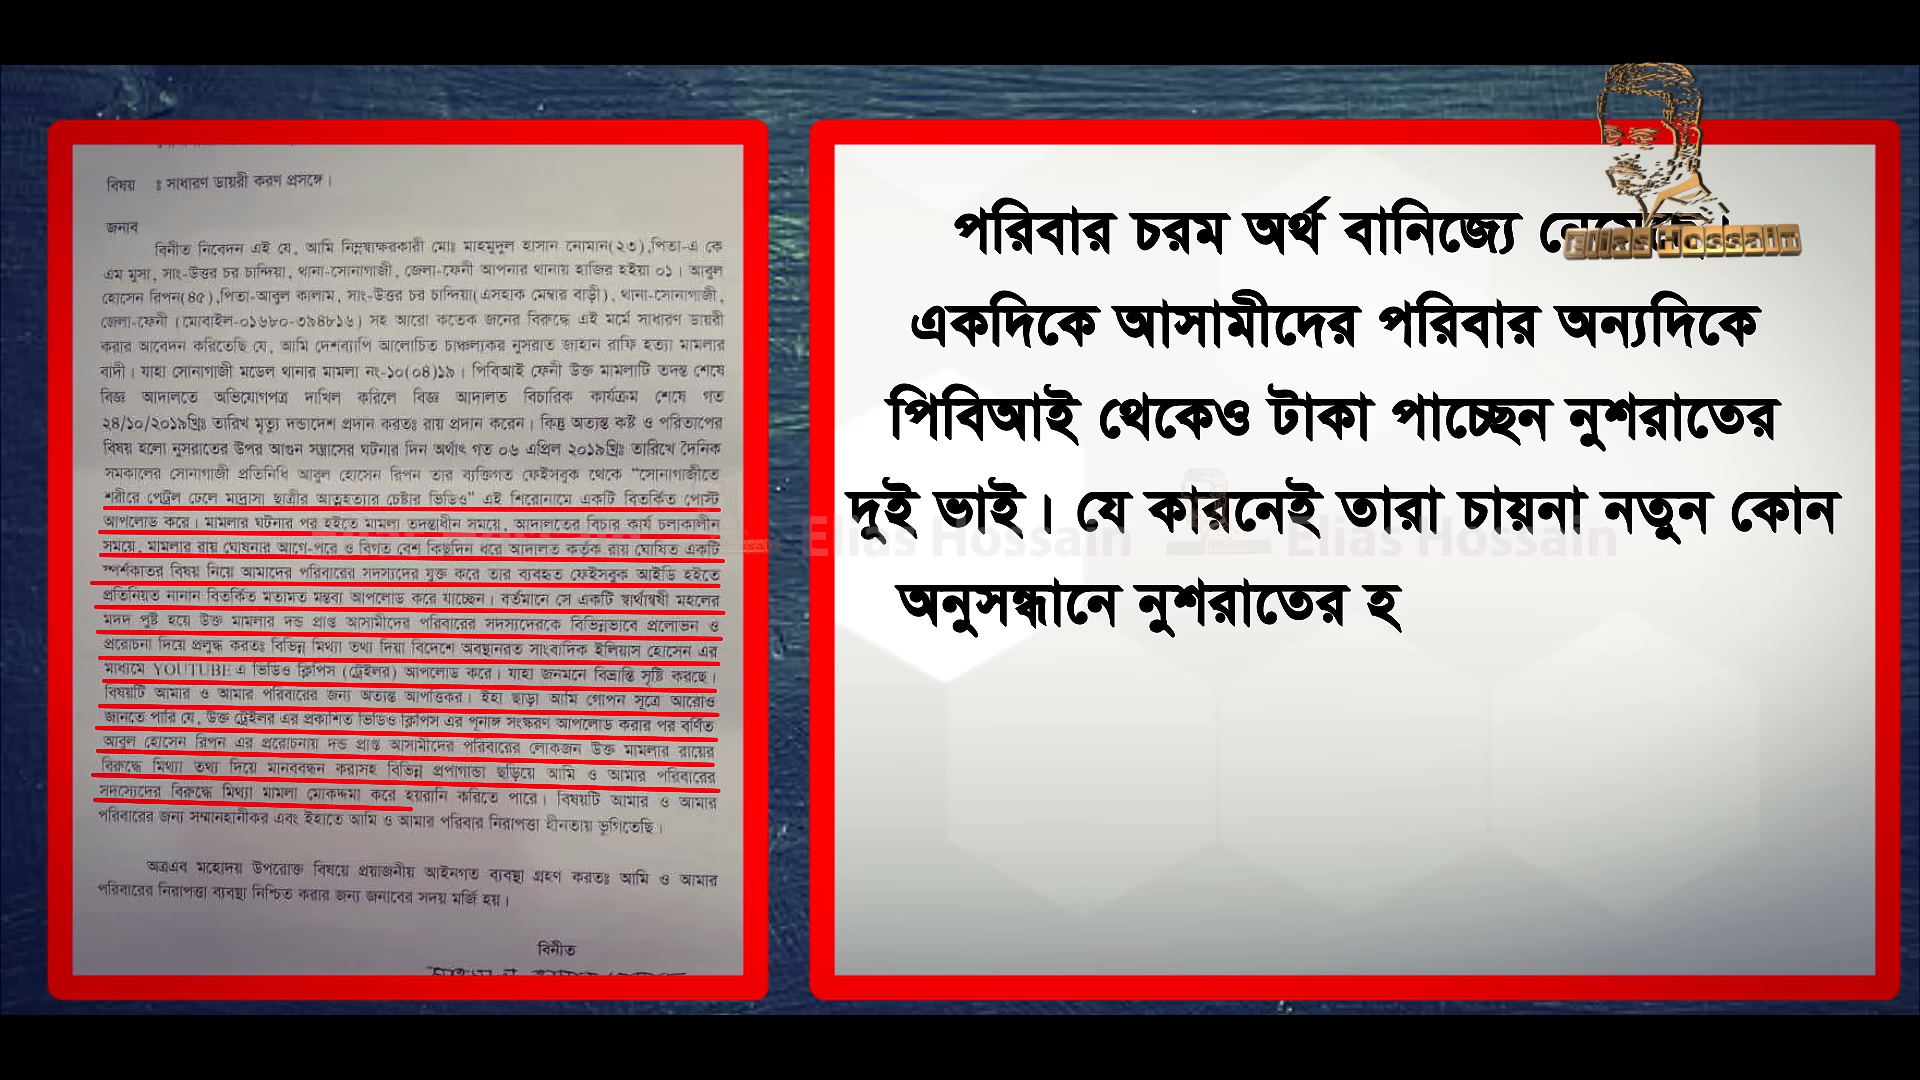 বিষয় ঃ সাধারণ ডায়রী করণ প্রসঙ্গে।
জনাব
বিনীত নিবেদন এই যে, আমি নিম্নস্বাক্ষরকারী মোঃ মাহমুদুল হাসান নোমান(২৩),পিতা-এ কে
এম মুসা, সাং-উত্তর চর চান্দিয়া, থানা-সোনাগাজী, জেলা-ফেনী আপনার থানায় হাজির হইয়া ০১। আবুল
হোসেন রিপন(৪৫),পিতা-আবুল কালাম, সাং-উত্তর চর চান্দিয়া(এসহাক মেম্বার বাড়ী), থানা-সোনাগাজী,
জেলা-ফেনী (মোবাইল-০১৬৮০-৩৯৪৮১৬) সহ আরো কতেক জনের বিরুদ্ধে এই মর্মে সাধারণ ডায়রী
করার আবেদন করিতেছি যে, আমি দেশব্যাপি আলোচিত চাঞ্চল্যকর নুসরাত জাহান রাফি হত্যা মামলার
বাদী। যাহা সোনাগাজী মডেল থানার মামলা নং-১০(০৪)১৯। পিবিআই ফেনী উক্ত মামলাটি তদন্ত শেষে
বিজ্ঞ আদালতে অভিযোগপত্র দাখিল করিলে বিজ্ঞ আদালত বিচারিক কার্যক্রম শেষে গত
২৪/১০/২০১৯খ্রিঃ তারিখ মৃত্যু দন্ডাদেশ প্রদান করতঃ রায় প্রদান করেন। কিন্তু অত্যন্ত কষ্ট ও পরিতাপের
বিষয় হলো নুসরাতের উপর আগুন সন্ত্রাসের ঘটনার দিন অর্থাৎ গত ০৬ এপ্রিল ২০১৯খ্রিঃ তারিখে দৈনিক
সমকালের সোনাগাজী প্রতিনিধি আবুল হোসেন রিপন তার ব্যক্তিগত ফেইসবুক থেকে “সোনাগাজীতে
শরীরে পেট্রল ঢেলে মাদ্রাসা ছাত্রীর আত্মহত্যার চেষ্টার ভিডিও” এই শিরোনামে একটি বিতর্কিত পোস্ট
আপলোড করে। মামলার ঘটনার পর হইতে মামলা তদন্তাধীন সময়ে, আদালতের বিচার কার্য চলাকালীন
সময়ে, মামলার রায় ঘোষনার আগে-পরে ও বিগত বেশ কিছুদিন ধরে আদালত কর্তৃক রায় ঘোষিত একটি
স্পর্শকাতর বিষয় নিয়ে আমাদের পরিবারের সদস্যদের যুক্ত করে তার ব্যবহৃত ফেইসবুক আইডি হইতে
প্রতিনিয়ত নানান বিতর্কিত মতামত মন্তব্য আপলোড করে যাচ্ছেন। বর্তমানে সে একটি স্বার্থান্বষী মহলের
মদদ পুষ্ট হয়ে উক্ত মামলার দন্ড প্রাপ্ত আসামীদের পরিবারের সদস্যেদেরকে বিভিন্নভাবে প্রলোভন ও
প্ররোচনা দিয়ে প্রলুদ্ধ করতঃ বিভিন্ন মিথ্যা তথ্য দিয়া বিদেশে অবস্থানরত সাংবাদিক ইলিয়াস হোসেন এর
মাধ্যমে YOUTUBE এ ভিডিও ক্লিপিস (ট্রেইলর) আপলোড করে। যাহা জনমনে বিভ্রান্তি সৃষ্টি করছে।
বিষয়টি আমার ও আমার পরিবারের জন্য অত্যন্ত আপত্তিকর। ইহা ছাড়া আমি গোপন সূত্রে আরোও
জানতে পারি যে, উক্ত ট্রেইলর এর প্রকাশিত ভিডিও ক্লিপিস এর পূনাঙ্গ সংস্করণ আপলোড করার পর বর্ণিত
আবুল হোসেন রিপন এর প্ররোচনায় দন্ড প্রাপ্ত আসামীদের পরিবারের লোকজন উক্ত মামলার রায়ের
বিরুদ্ধে মিথ্যা তথ্য দিয়ে মানববন্ধন করাসহ বিভিন্ন প্রপাগান্ডা ছড়িয়ে আমি ও আমার পরিবারের
সদস্যেদের বিরুদ্ধে মিথ্যা মামলা মোকদ্দমা করে হয়রানি করিতে পারে। বিষয়টি আমার ও আমার
পরিবারের জন্য সম্মানহানীকর এবং ইহাতে আমি ও আমার পরিবার নিরাপত্তা হীনতায় ভুগিতেছি।
অত্রএব মহোদয় উপরোক্ত বিষয়ে প্রয়োজনীয় আইনগত ব্যবস্থা গ্রহণ করতঃ আমি ও আমার
পরিবারের নিরাপত্তা ব্যবস্থা নিশ্চিত করার জন্য জনাবের সদয় মর্জি হয়।
বিনীত
পরিবার চরম অর্থ বানিজ্যে
একদিকে আসামীদের পরিবার অন্যদিকে
পিবিআই থেকেও টাকা পাচ্ছেন নুশরাতের
দুই ভাই। যে কারনেই তারা চায়না নতুন কোন
অনুসন্ধানে নুশরাতের হ
Elias Hossain
Elias Hossain Elias Hossain